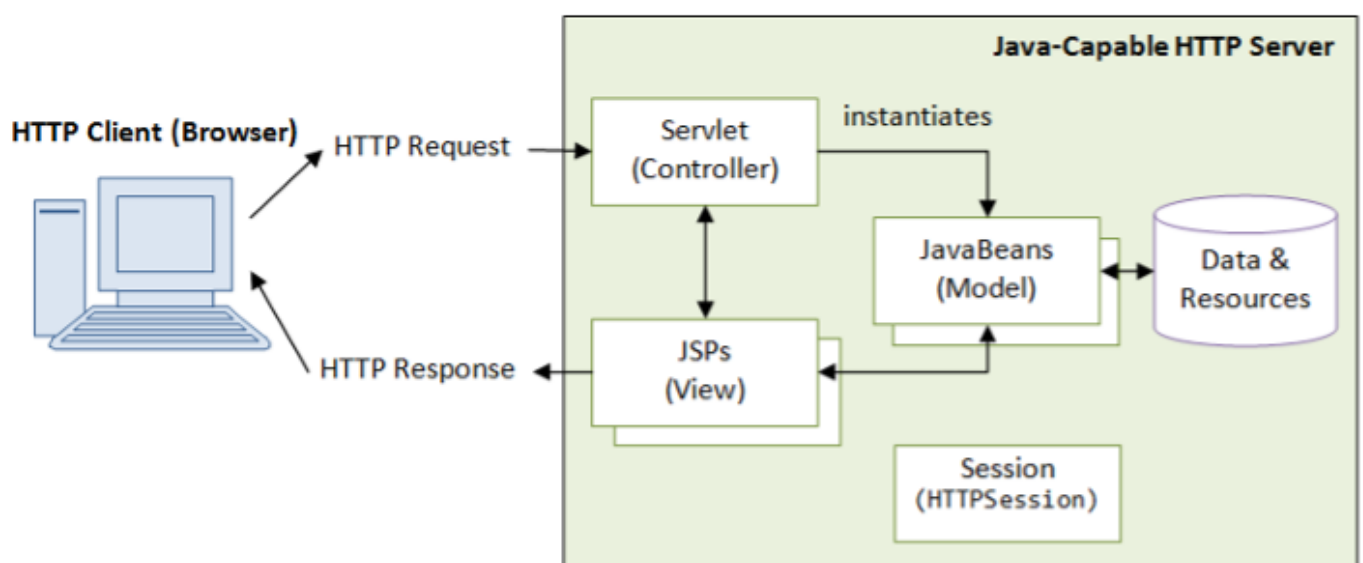 Java-Capable HTTP Server
HTTP Client (Browser)
HTTP Request
Servlet
(Controller)
instantiates
JavaBeans
(Model)
Data &
Resources
HTTP Response
JSPs
(View)
Session
(HTTPSession)